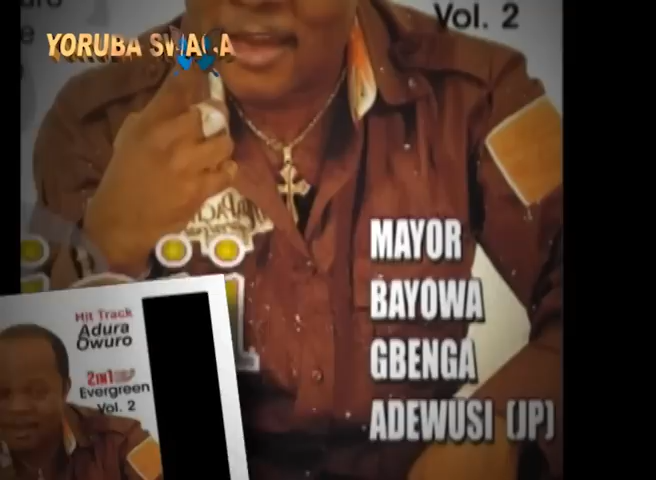 Vol. 2
YORUBA SWAGA
MAYOR
BAYOWA
GBENGA
ADEWUSI (JP)
Hit Track
Adura
Owuro
2IN1
Evergreen
Vol. 2